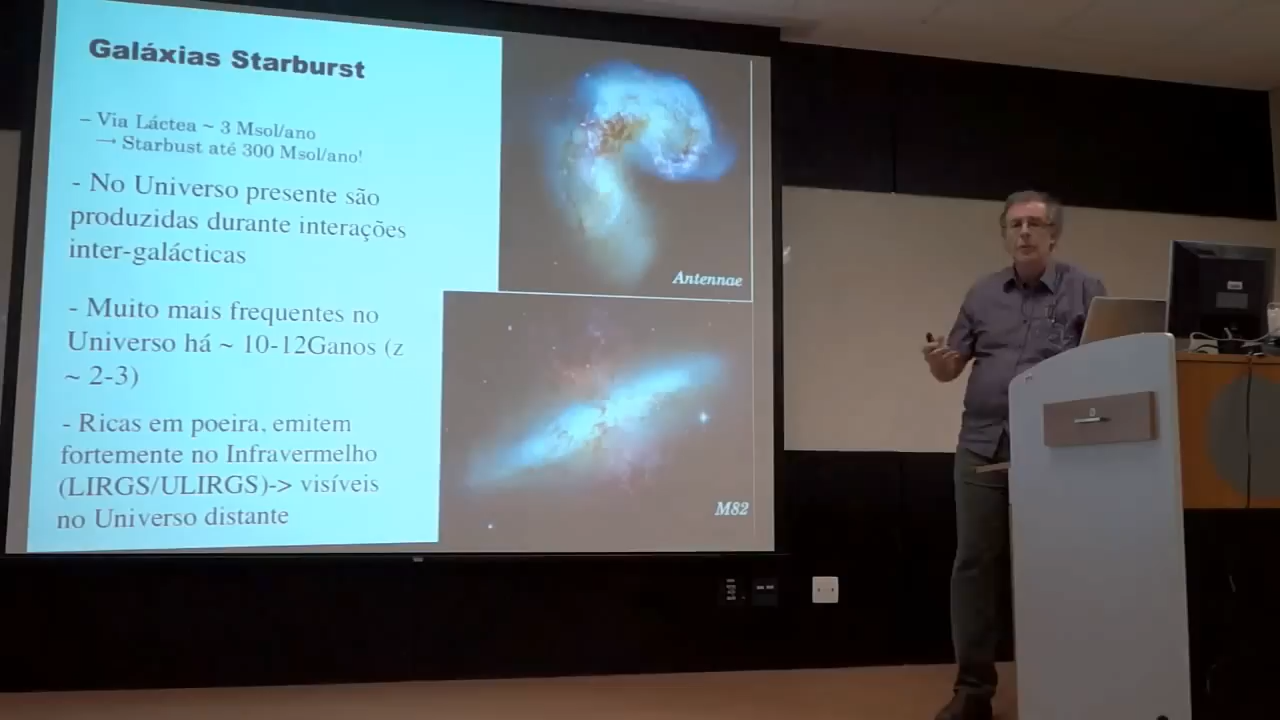 Galáxias Starburst
– Via Láctea ~ 3 Msol/ano
→ Starbust até 300 Msol/ano!
- No Universo presente são
produzidas durante interações
inter-galácticas
- Muito mais frequentes no
Universo há ~ 10-12Ganos (z
~ 2-3)
- Ricas em poeira, emitem
fortemente no Infravermelho
(LIRGS/ULIRGS)-> visíveis
no Universo distante
Antennae
M82